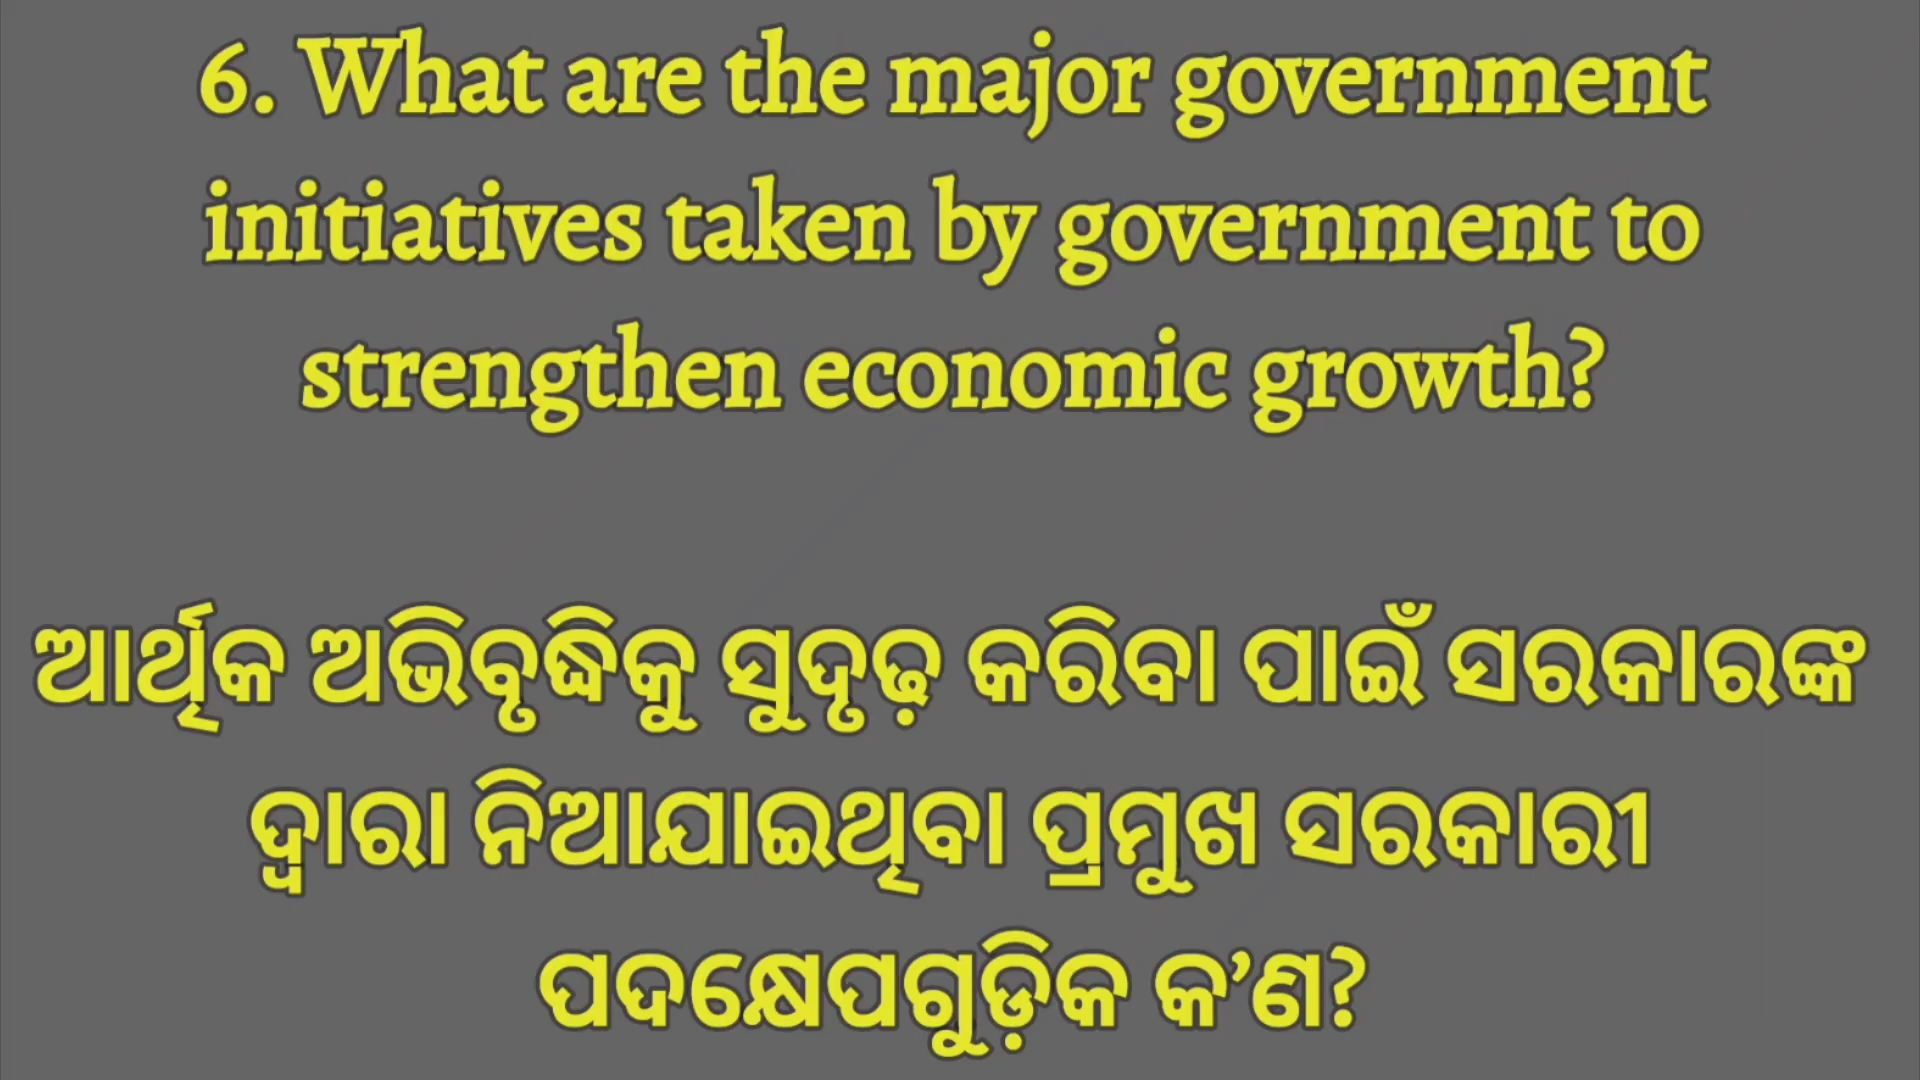 6. What are the major government
initiatives taken by government to
strengthen economic growth?
ଆର୍ଥିକ ଅଭିବୃଦ୍ଧିକୁ ସୁଦୃଢ଼ କରିବା ପାଇଁ ସରକାରଙ୍କ
ଦ୍ୱାରା ନିଆଯାଇଥିବା ପ୍ରମୁଖ ସରକାରୀ
ପଦକ୍ଷେପଗୁଡ଼ିକ କ’ଣ?